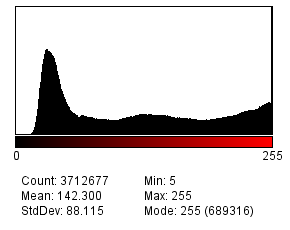 0 255
Count: 3712677 Min: 5
Mean: 142.300 Max: 255
StdDev: 88.115 Mode: 255 (689316)